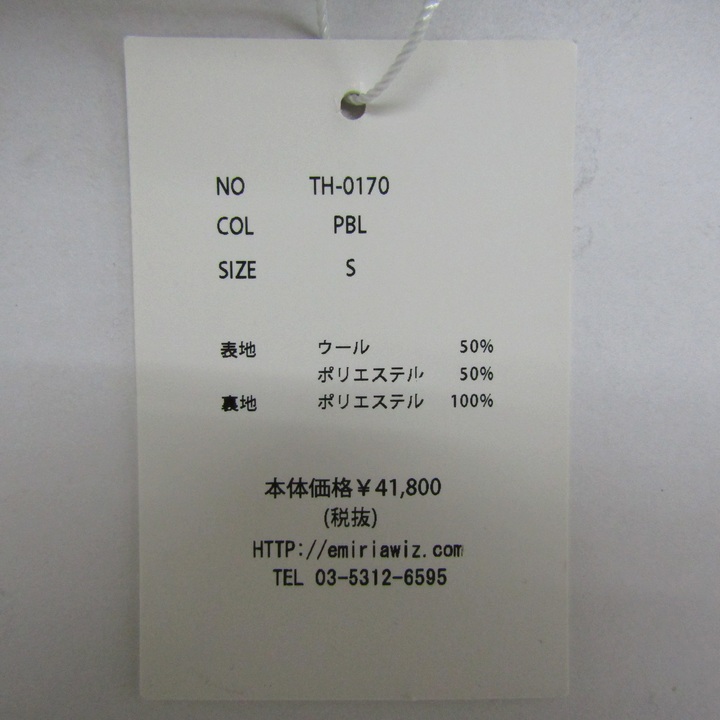 NO TH-0170
COL PBL
SIZE S
表地 ウール 50%
ポリエステル 50%
裏地 ポリエステル 100%
本体価格¥41,800
(税抜)
HTTP://emiriawiz.com
TEL 03-5312-6595